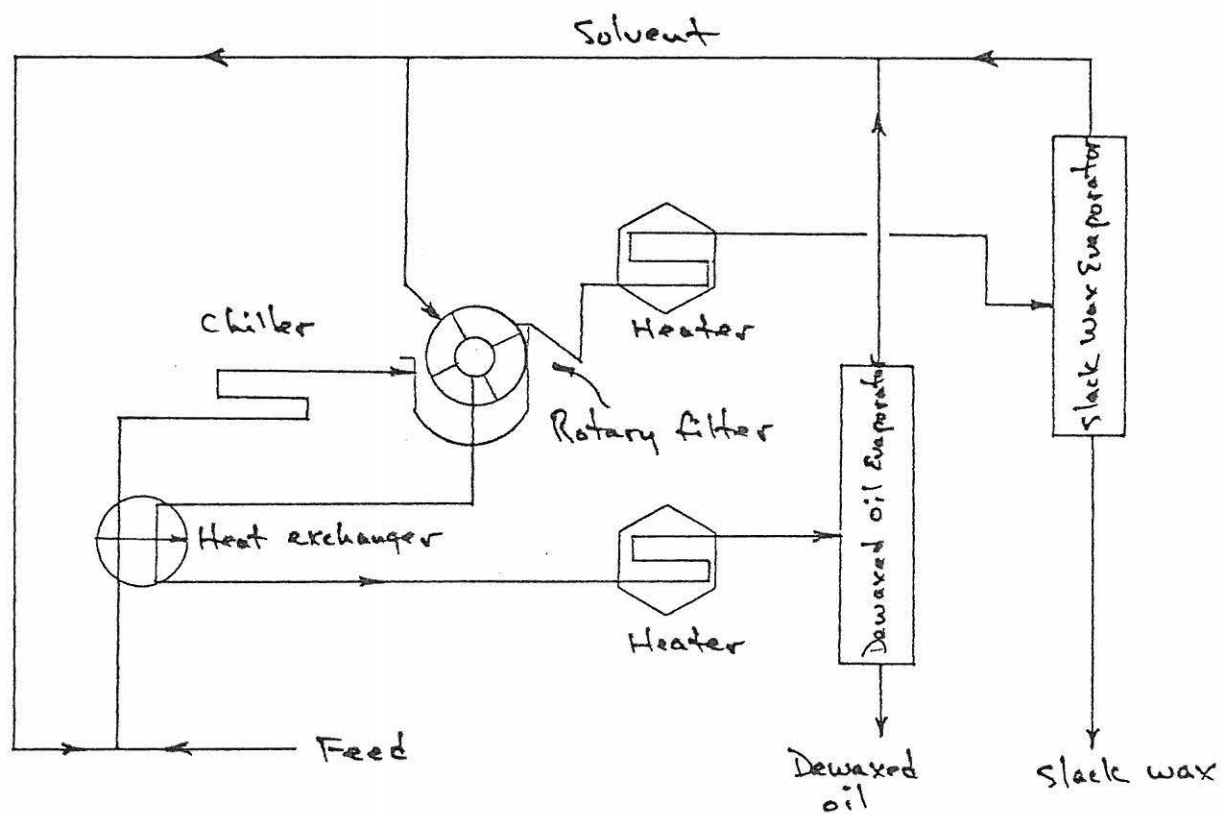 Solvent
Slack Wax Evaporator
Chiller
Heater
Rotary filter
Dewaxed oil Evaporator
Heat exchanger
Heater
Feed
Dewaxed
oil
Slack wax